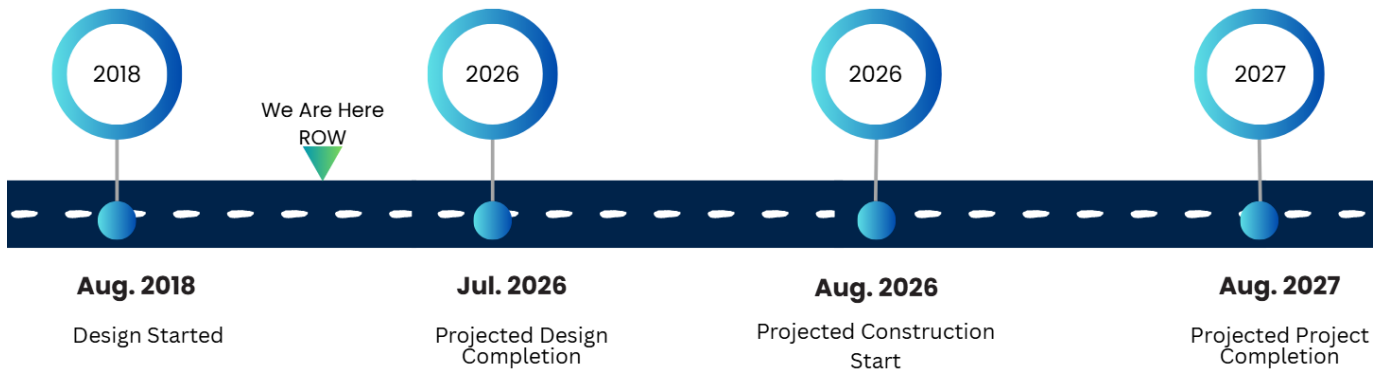 2018
2026
2026
2027
We Are Here
ROW
Aug. 2018
Jul. 2026
Aug. 2026
Aug. 2027
Design Started
Projected Design
Completion
Projected Construction
Start
Projected Project
Completion